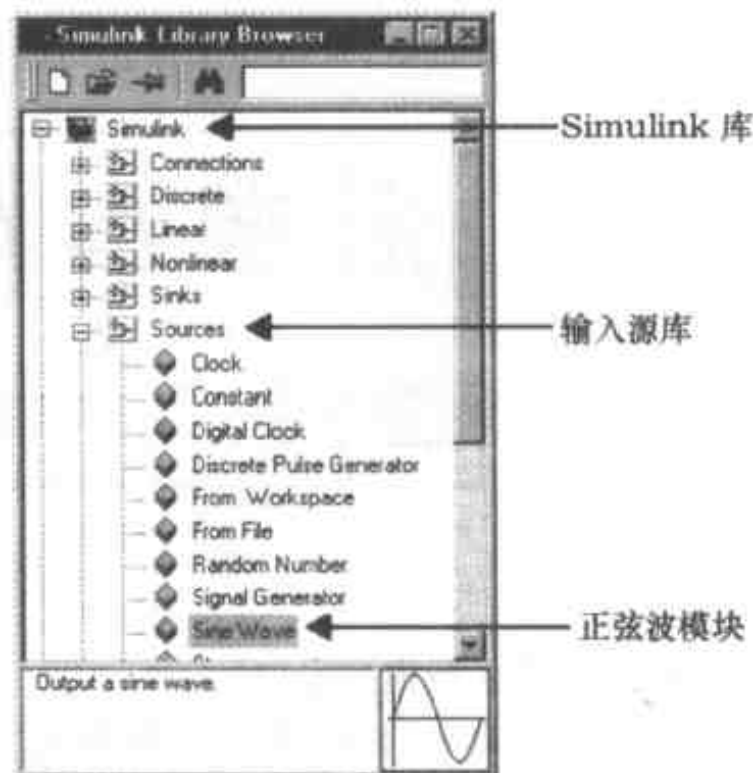 Simulink Library Browser
Simulink
Simulink 库
Connections
Discrete
Linear
Nonlinear
Sinks
Sources
输入源库
Clock
Constant
Digital Clock
Discrete Pulse Generator
From Workspace
From File
Random Number
Signal Generator
Sine Wave
正弦波模块
Output a sine wave.